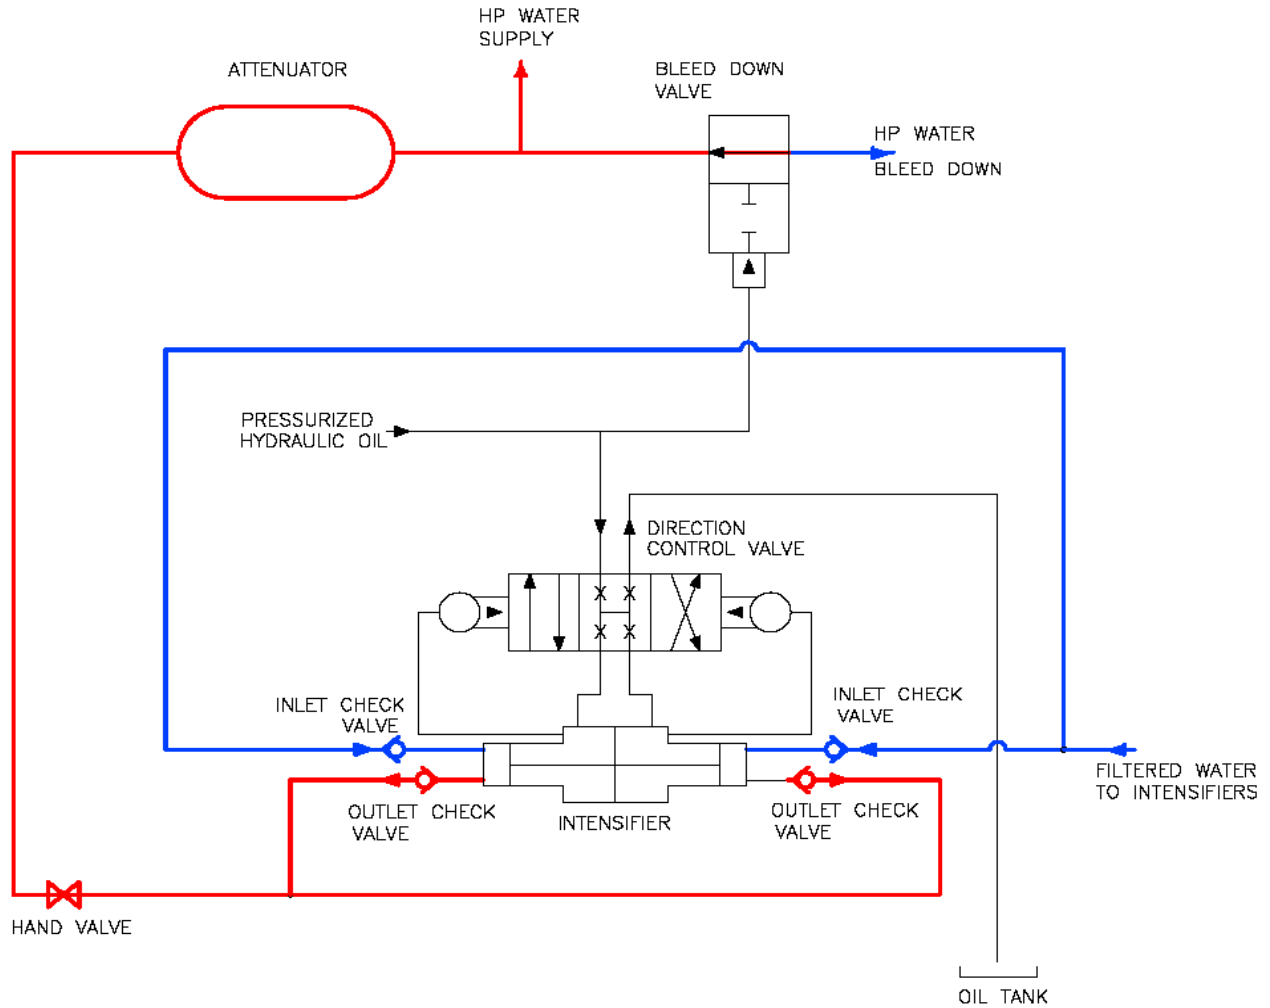 HP WATER
SUPPLY
ATTENUATOR
BLEED DOWN
VALVE
HP WATER
BLEED DOWN
PRESSURIZED
HYDRAULIC OIL
DIRECTION
CONTROL VALVE
INLET CHECK
VALVE
INLET CHECK
VALVE
FILTERED WATER
TO INTENSIFIERS
OUTLET CHECK
VALVE
INTENSIFIER
OUTLET CHECK
VALVE
HAND VALVE
OIL TANK